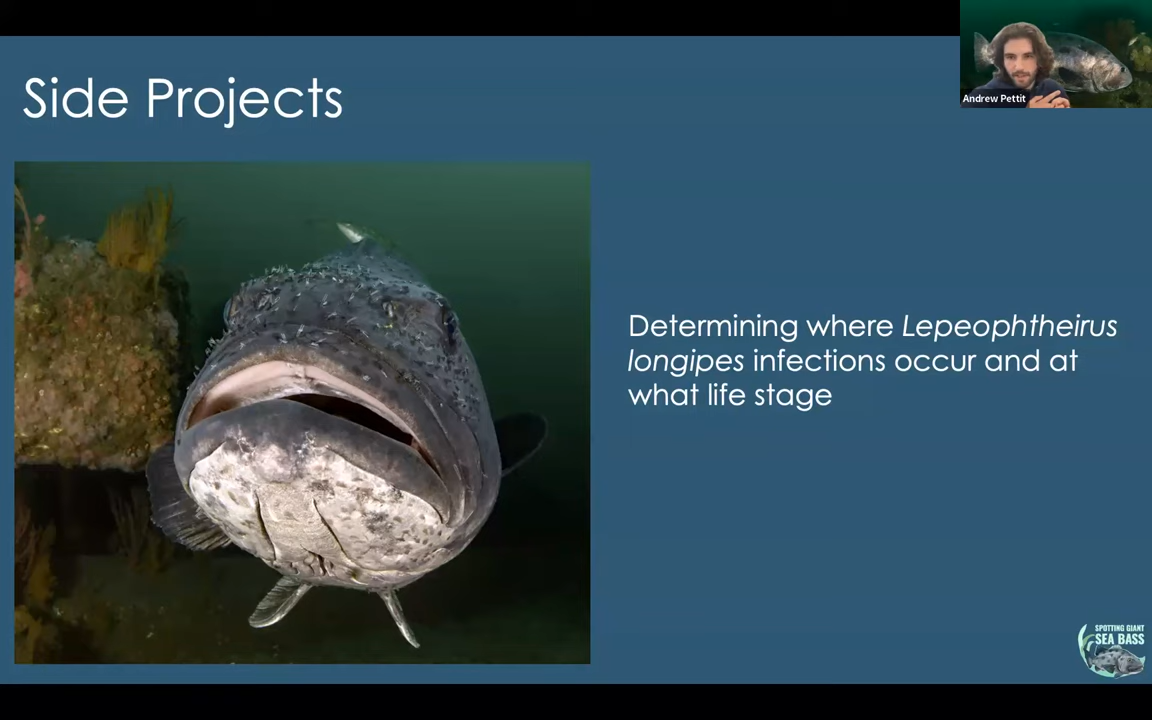 Side Projects
Andrew Pettit
Determining where Lepeophtheirus
longipes infections occur and at
what life stage
SPOTTING GIANT
SEA BASS